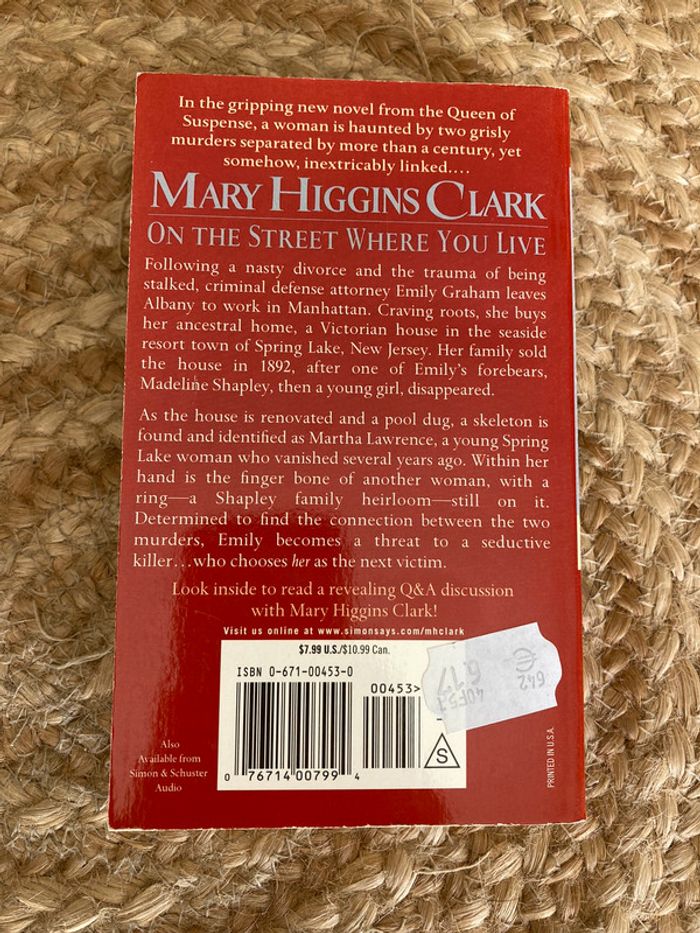 In the gripping new novel from the Queen of
Suspense, a woman is haunted by two grisly
murders separated by more than a century, yet
somehow, inextricably linked....
MARY HIGGINS CLARK
ON THE STREET WHERE YOU LIVE
Following a nasty divorce and the trauma of being
stalked, criminal defense attorney Emily Graham leaves
Albany to work in Manhattan. Craving roots, she buys
her ancestral home, a Victorian house in the seaside
resort town of Spring Lake, New Jersey. Her family sold
the house in 1892, after one of Emily's forebears,
Madeline Shapley, then a young girl, disappeared.
As the house is renovated and a pool dug, a skeleton is
found and identified as Martha Lawrence, a young Spring
Lake woman who vanished several years ago. Within her
hand is the finger bone of another woman, with a
ring—a Shapley family heirloom—still on it.
Determined to find the connection between the two
murders, Emily becomes a threat to a seductive
killer...who chooses her as the next victim.
Look inside to read a revealing Q&A discussion
with Mary Higgins Clark!
Visit us online at www.simonsays.com/mhclark
$7.99 U.S./$10.99 Can.
ISBN 0-671-00453-0
00453>
642
€
6.17
S
0 76714 00799 4
Also
Available from
Simon & Schuster
Audio
PRINTED IN U.S.A.